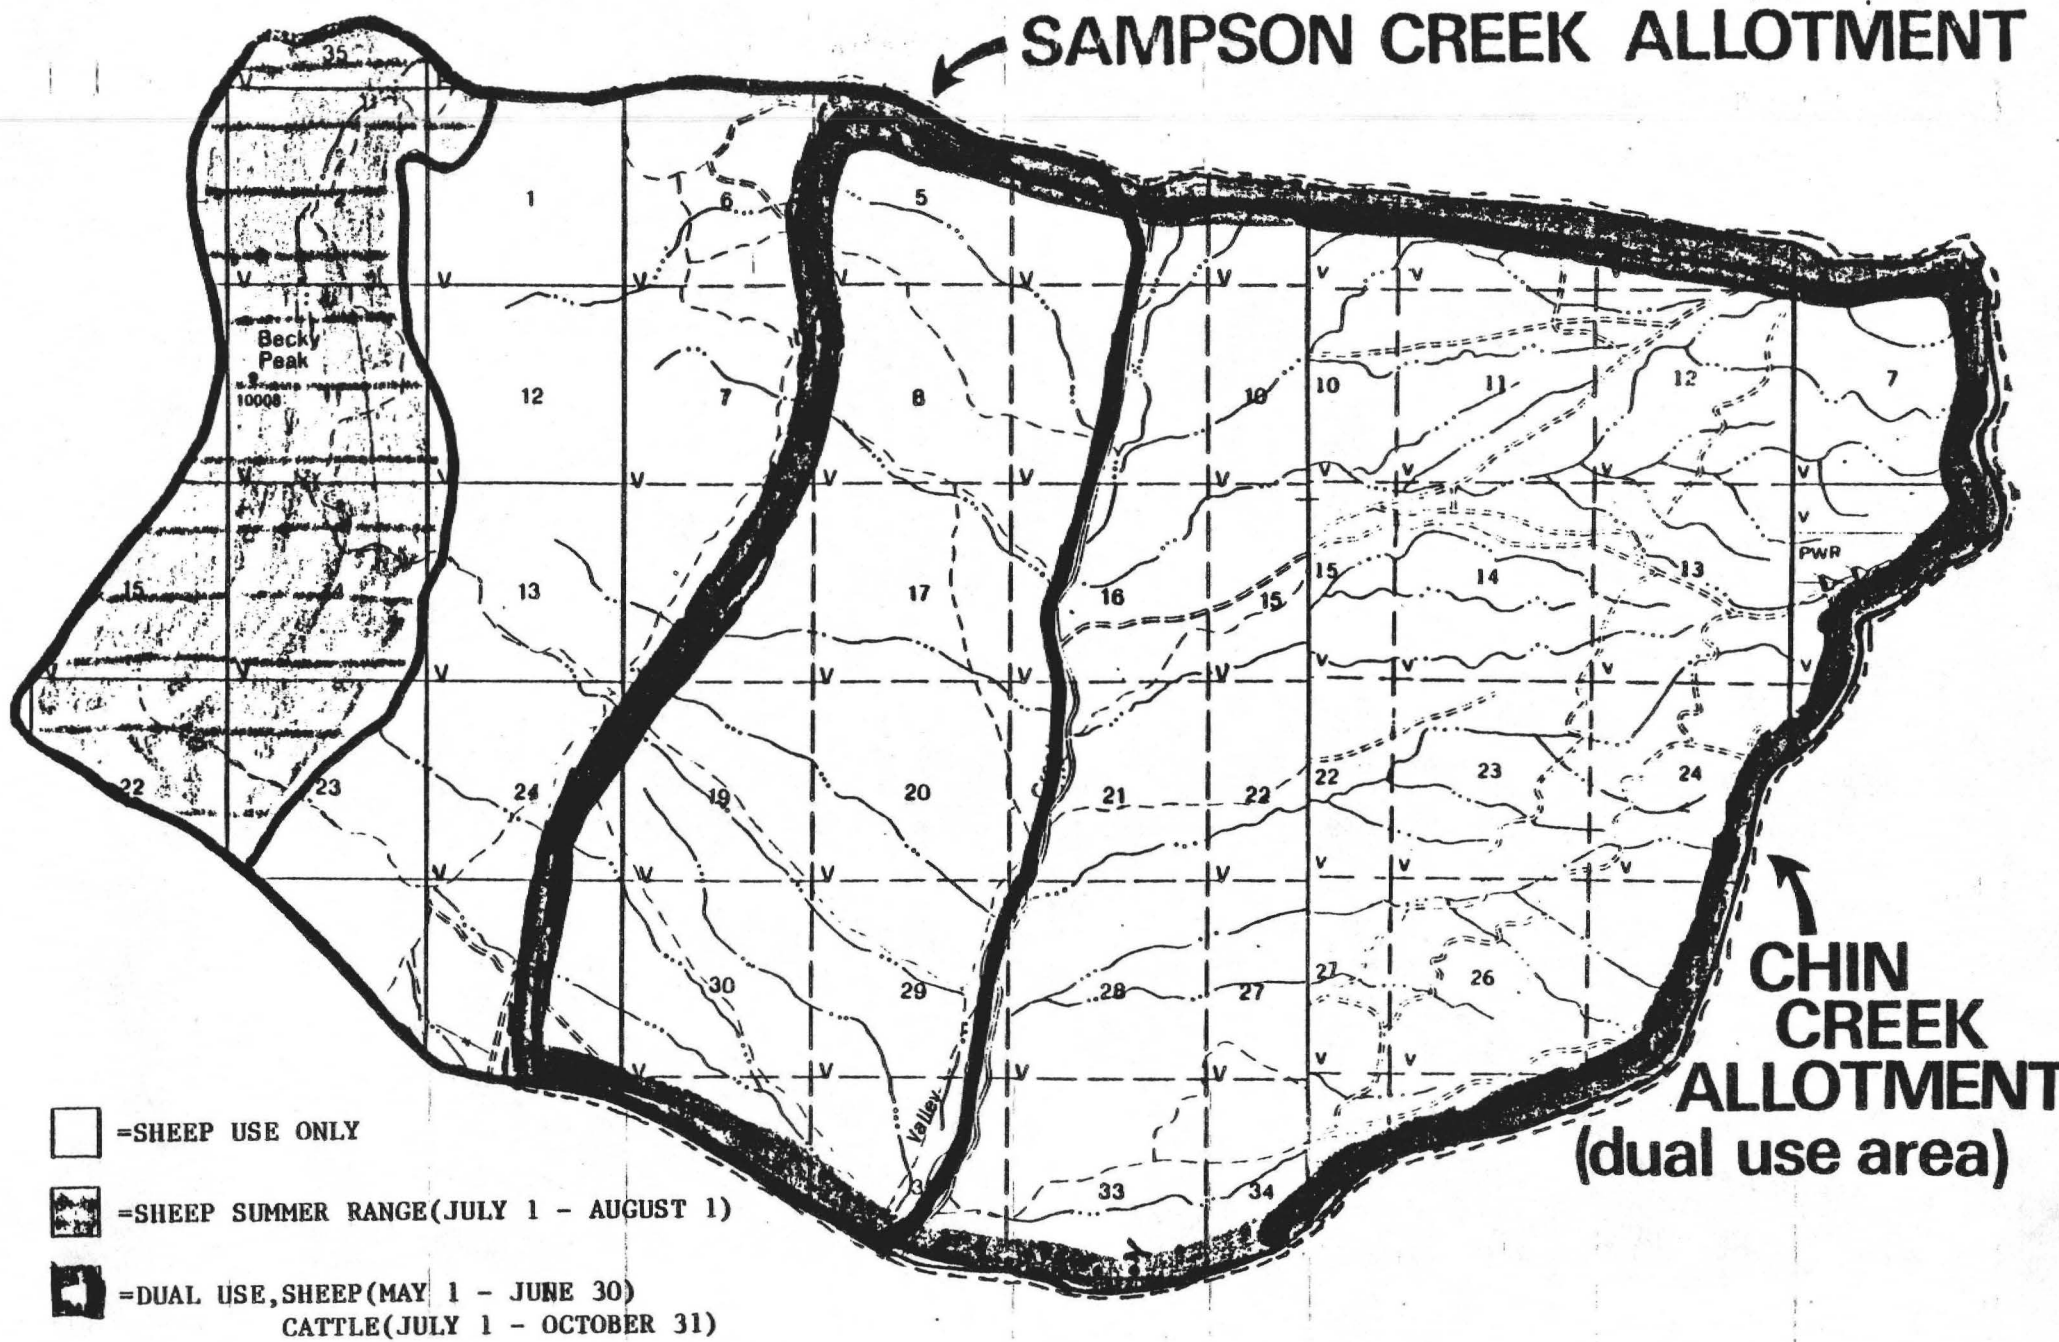 SAMPSON CREEK ALLOTMENT
35
1
6
5
V V V V V V V
Becky
Peak
10008
12 7 8 10 10 11 12 7
V V V V V V V V
V
PWR
15 14 13 17 16 15 15 14 13
V V V V V V V V V
22 23 24 19 20 21 22 22 23 24
V V V V V V V
30 29 28 27 27 26
V V V V V V
Valley
33 34
CHIN
CREEK
ALLOTMENT
(dual use area)
=SHEEP USE ONLY
=SHEEP SUMMER RANGE(JULY 1 - AUGUST 1)
=DUAL USE,SHEEP(MAY 1 - JUNE 30)
CATTLE(JULY 1 - OCTOBER 31)